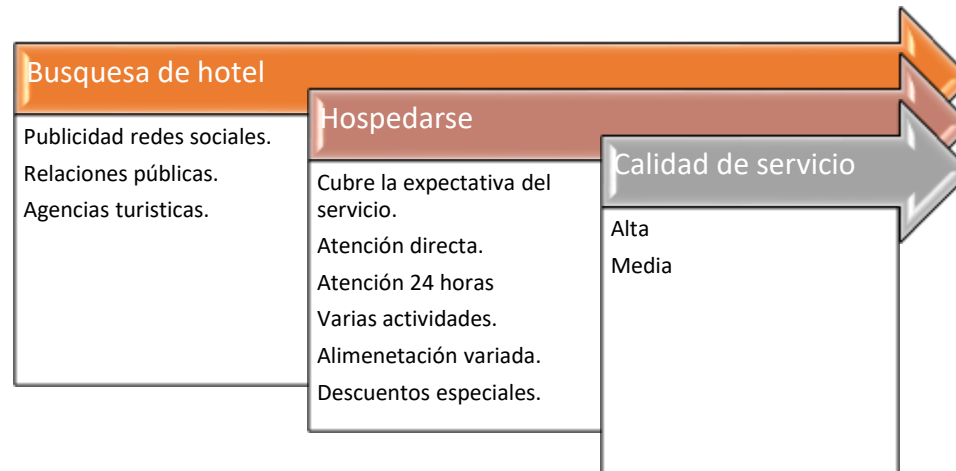 Busquesa de hotel
Publicidad redes sociales.
Relaciones públicas.
Agencias turisticas.
Hospedarse
Cubre la expectativa del
servicio.
Atención directa.
Atención 24 horas
Varias actividades.
Alimenetación variada.
Descuentos especiales.
Calidad de servicio
Alta
Media